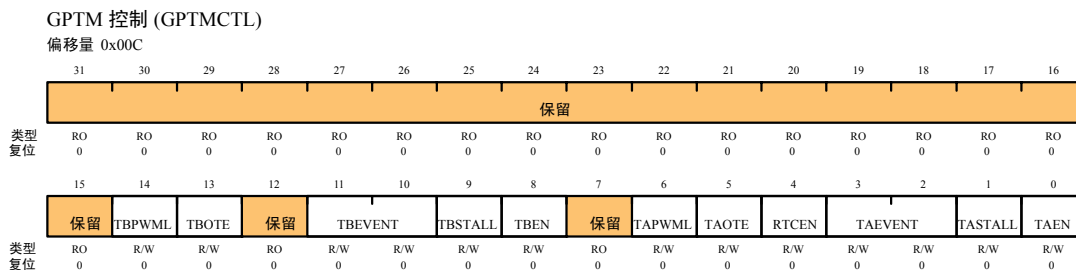 GPTM 控制 (GPTMCTL)
偏移量 0x00C
31 30 29 28 27 26 25 24 23 22 21 20 19 18 17 16
保留
类型 RO RO RO RO RO RO RO RO RO RO RO RO RO RO RO RO
复位 0 0 0 0 0 0 0 0 0 0 0 0 0 0 0 0
15 14 13 12 11 10 9 8 7 6 5 4 3 2 1 0
保留 TBPWML TBOTE 保留 TBEVENT TBSTALL TBEN 保留 TAPWML TAOTE RTCEN TAEVENT TASTALL TAEN
类型 RO R/W R/W RO R/W R/W R/W R/W RO R/W R/W R/W R/W R/W R/W R/W
复位 0 0 0 0 0 0 0 0 0 0 0 0 0 0 0 0